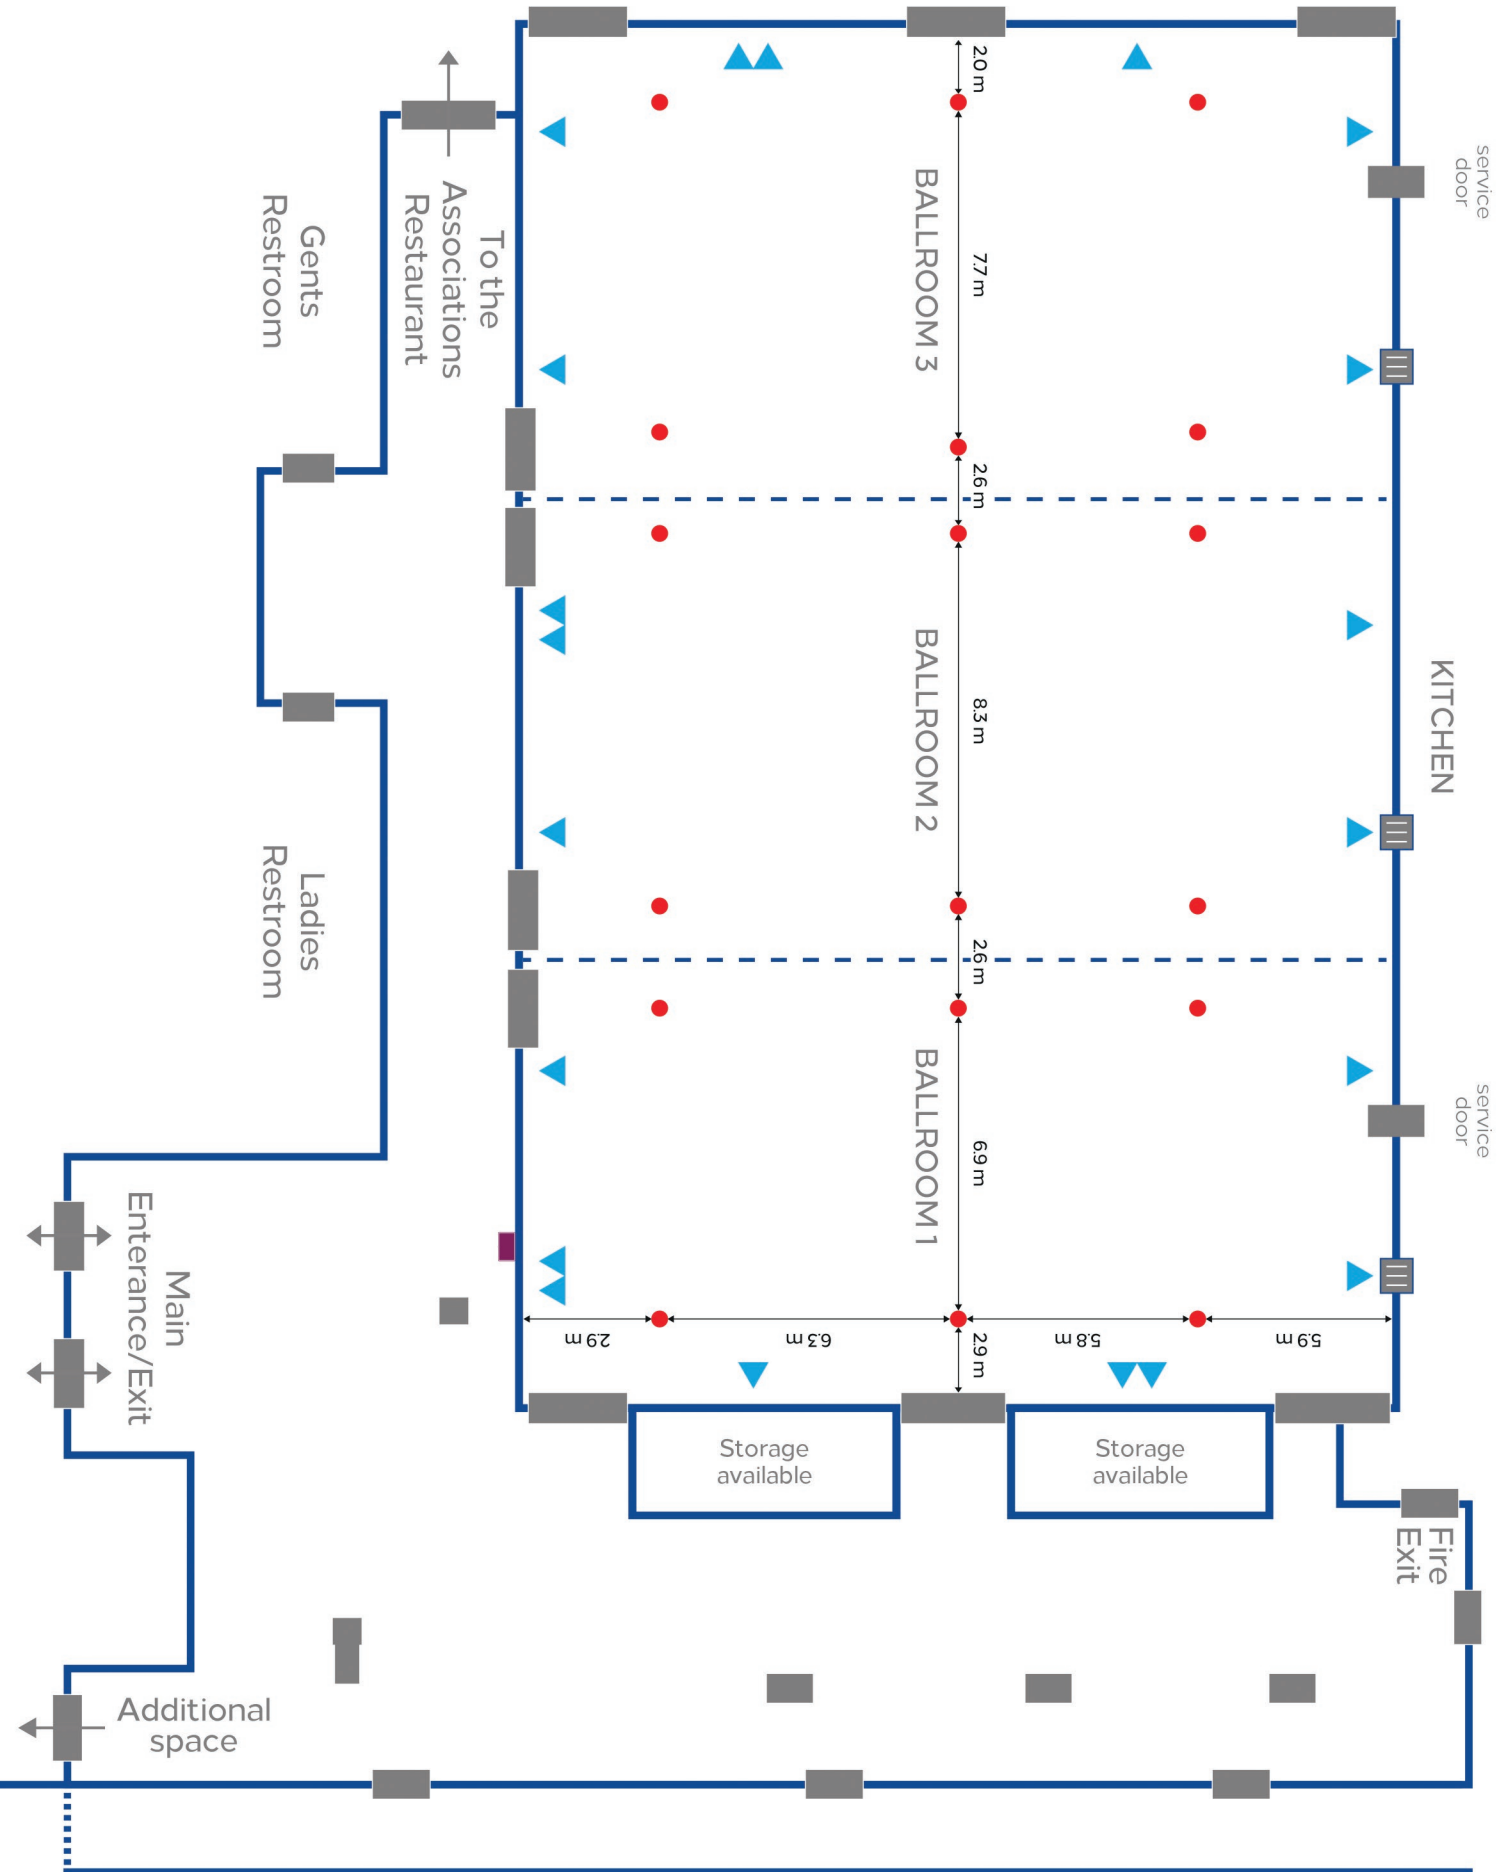 service
door
KITCHEN
service
door
2.0 m
7.7 m
2.6 m
8.3 m
2.6 m
6.9 m
2.9 m
BALLROOM 3
BALLROOM 2
BALLROOM 1
2.9 m
6.3 m
5.8 m
5.9 m
To the
Associations
Restaurant
Gents
Restroom
Ladies
Restroom
Main
Enterance/Exit
Storage
available
Storage
available
Fire
Exit
Additional
space